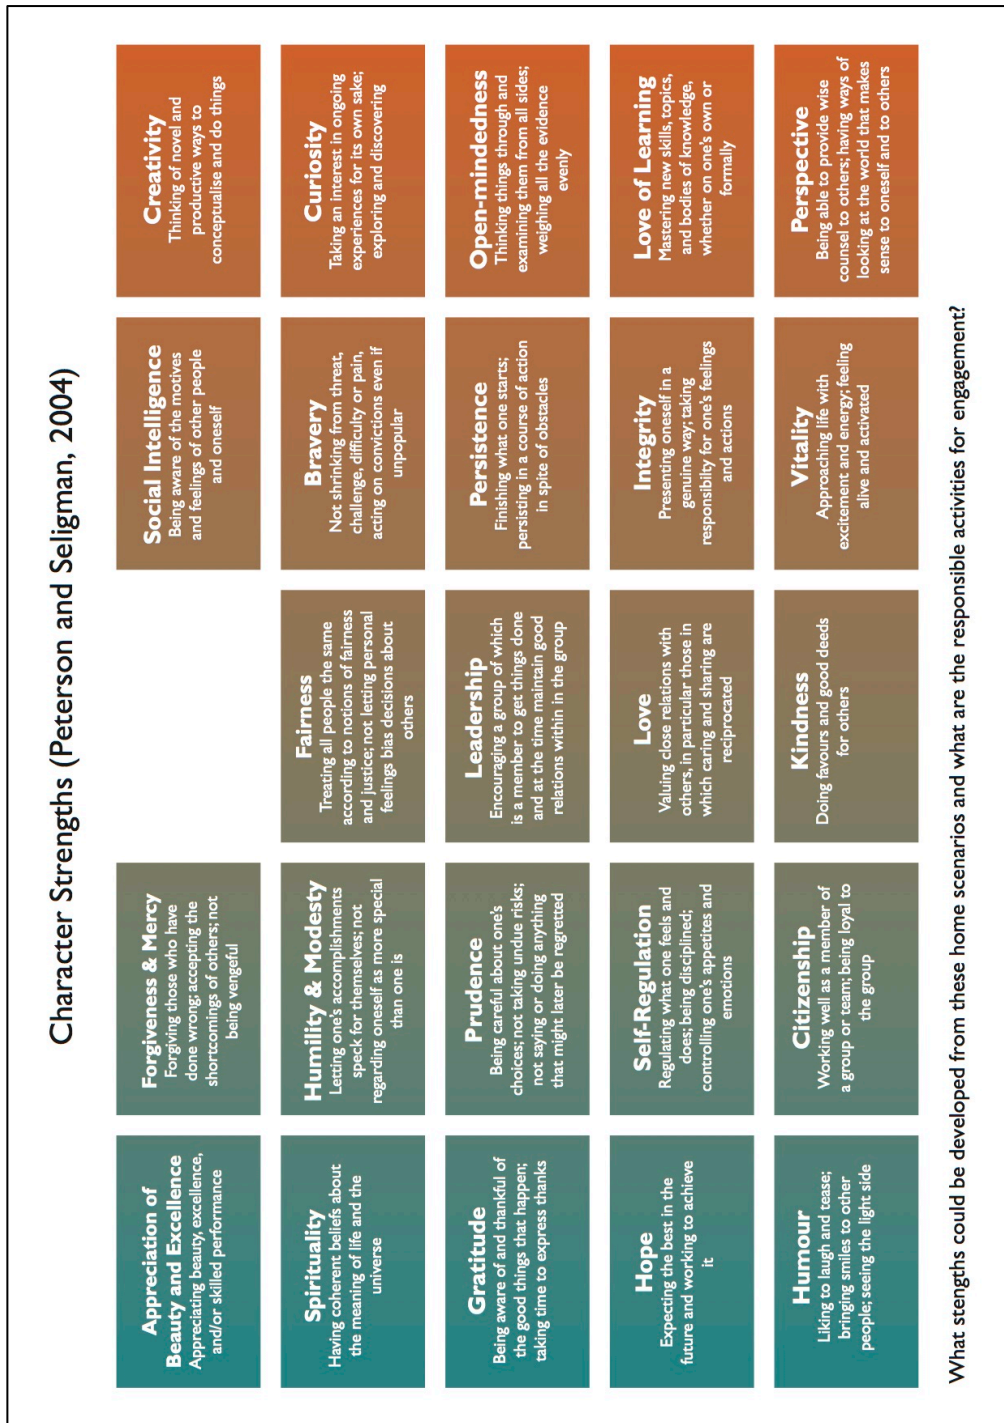 Character Strengths (Peterson and Seligman, 2004)
Appreciation of
Beauty and Excellence
Appreciating beauty, excellence,
and/or skilled performance
Forgiveness & Mercy
Forgiving those who have
done wrong; accepting the
shortcomings of others; not
being vengeful
Social Intelligence
Being aware of the motives
and feelings of other people
and oneself
Creativity
Thinking of novel and
productive ways to
conceptualise and do things
Spirituality
Having coherent beliefs about
the meaning of life and the
universe
Humility & Modesty
Letting one's accomplishments
speck for themselves; not
regarding oneself as more special
than one is
Fairness
Treating all people the same
according to notions of fairness
and justice; not letting personal
feelings bias decisions about
others
Bravery
Not shrinking from threat,
challenge, difficulty or pain,
acting on convictions even if
unpopular
Curiosity
Taking an interest in ongoing
experiences for its own sake;
exploring and discovering
Gratitude
Being aware of and thankful of
the good things that happen;
taking time to express thanks
Prudence
Being careful about one's
choices; not taking undue risks;
not saying or doing anything
that might later be regretted
Leadership
Encouraging a group of which
is a member to get things done
and at the time maintain good
relations within in the group
Persistence
Finishing what one starts;
persisting in a course of action
in spite of obstacles
Open-mindedness
Thinking things through and
examining them from all sides;
weighing all the evidence
evenly
Hope
Expecting the best in the
future and working to achieve
it
Self-Regulation
Regulating what one feels and
does; being disciplined;
controlling one's appetites and
emotions
Love
Valuing close relations with
others, in particular those in
which caring and sharing are
reciprocated
Integrity
Presenting oneself in a
genuine way; taking
responsibilty for one's feelings
and actions
Love of Learning
Mastering new skills, topics,
and bodies of knowledge,
whether on one's own or
formally
Humour
Liking to laugh and tease;
bringing smiles to other
people; seeing the light side
Citizenship
Working well as a member of
a group or team; being loyal to
the group
Kindness
Doing favours and good deeds
for others
Vitality
Approaching life with
excitement and energy; feeling
alive and activated
Perspective
Being able to provide wise
counsel to others; having ways of
looking at the world that makes
sense to oneself and to others
What stengths could be developed from these home scenarios and what are the responsible activities for engagement?